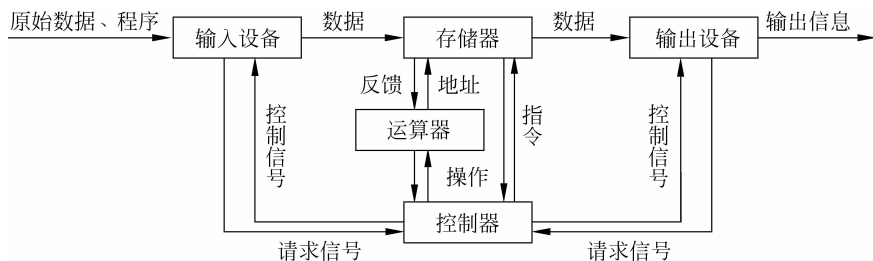 原始数据、程序
输入设备
数据
存储器
数据
输出设备
输出信息
反馈
地址
运算器
控制信号
指令
控制信号
操作
控制器
请求信号
请求信号